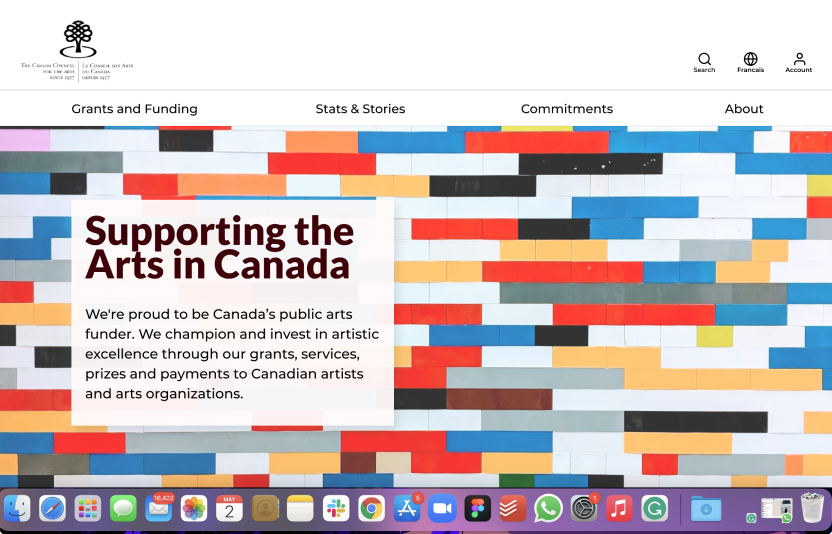 THE CANADA COUNCIL
FOR THE ARTS
SINCE 1957
LE CONSEIL DES ARTS
DU CANADA
DEPUIS 1957
Search
Francais
Account
Grants and Funding
Stats & Stories
Commitments
About
Supporting the
Arts in Canada
We're proud to be Canada’s public arts
funder. We champion and invest in artistic
excellence through our grants, services,
prizes and payments to Canadian artists
and arts organizations.
16,422
MAY
2
5
1